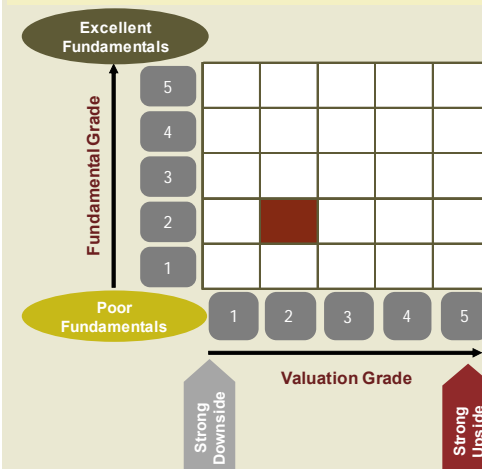 Excellent
Fundamentals
Fundamental Grade
5
4
3
2
1
Poor
Fundamentals
1
2
3
4
5
Valuation Grade
Strong
Downside
Strong
Upside